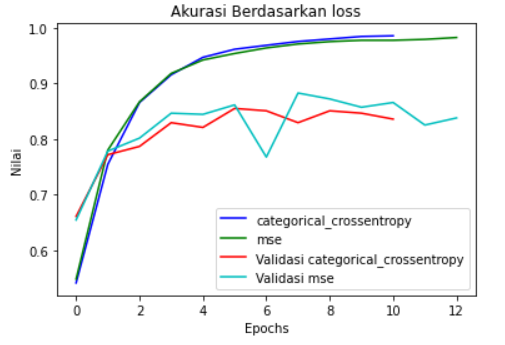 Akurasi Berdasarkan loss
1.0
0.9
0.8
0.7
0.6
Nilai
categorical_crossentropy
mse
Validasi categorical_crossentropy
Validasi mse
0 2 4 6 8 10 12
Epochs